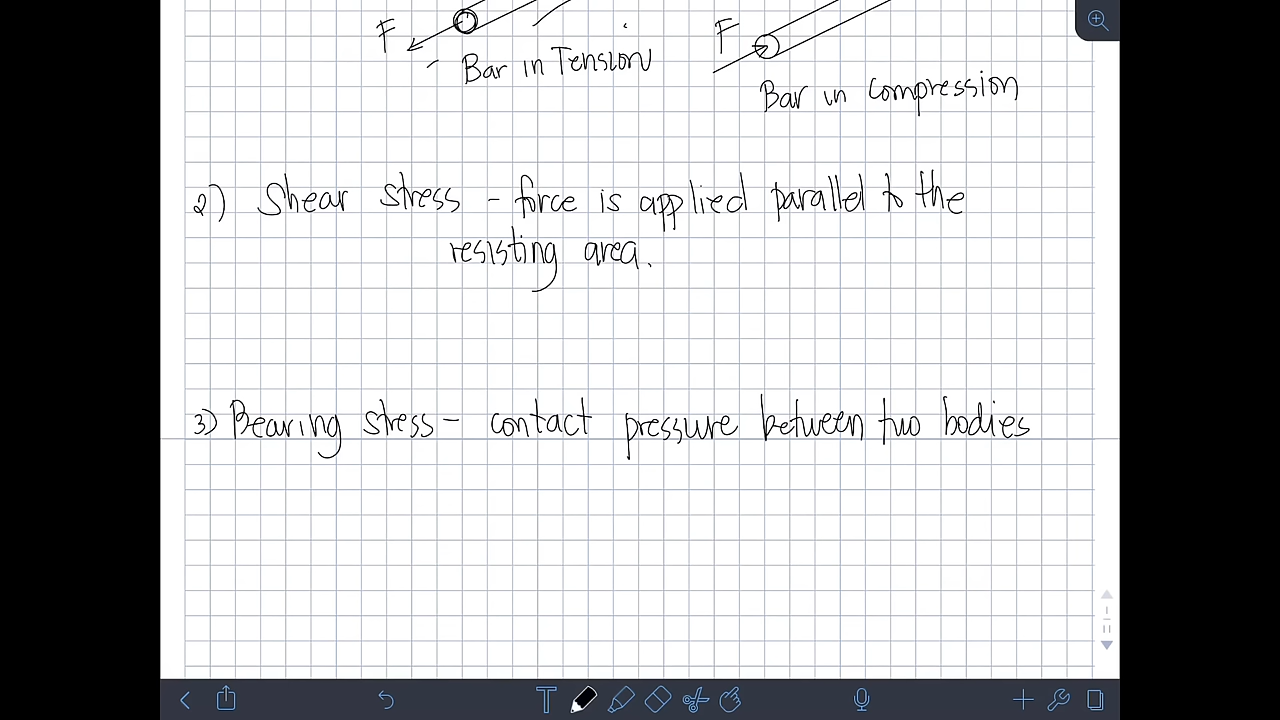 F
Bar in Tension
F
Bar in compression
2) Shear stress - force is applied parallel to the
resisting area.
3) Bearing stress - contact pressure between two bodies
T